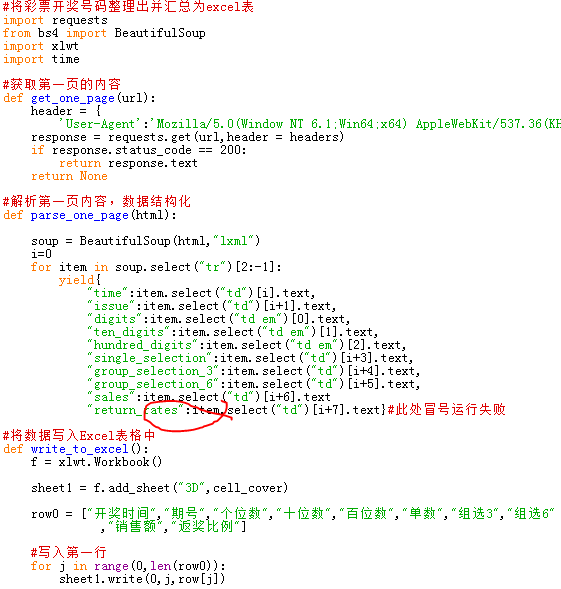 #将彩票开奖号码整理出并汇总为excel表
import requests
from bs4 import BeautifulSoup
import xlwt
import time
#获取第一页的内容
def get_one_page(url):
header = {
'User-Agent':'Mozilla/5.0(Window NT 6.1;Win64;x64) AppleWebKit/537.36(KH
response = requests.get(url,header = headers)
if response.status_code == 200:
return response.text
return None
#解析第一页内容，数据结构化
def parse_one_page(html):
soup = BeautifulSoup(html,"lxml")
i=0
for item in soup.select("tr")[2:-1]:
yield{
"time":item.select("td")[i].text,
"issue":item.select("td")[i+1].text,
"digits":item.select("td em")[0].text,
"ten_digits":item.select("td em")[1].text,
"hundred_digits":item.select("td em")[2].text,
"single_selection":item.select("td")[i+3].text,
"group_selection_3":item.select("td")[i+4].text,
"group_selection_6":item.select("td")[i+5].text,
"sales":item.select("td")[i+6].text
"return_rates":item.select("td")[i+7].text}#此处冒号运行失败
#将数据写入Excel表格中
def write_to_excel():
f = xlwt.Workbook()
sheet1 = f.add_sheet("3D",cell_cover)
row0 = ["开奖时间","期号","个位数","十位数","百位数","单数","组选3","组选6"
,"销售额","返奖比例"]
#写入第一行
for j in range(0,len(row0)):
sheet1.write(0,j,row[j])